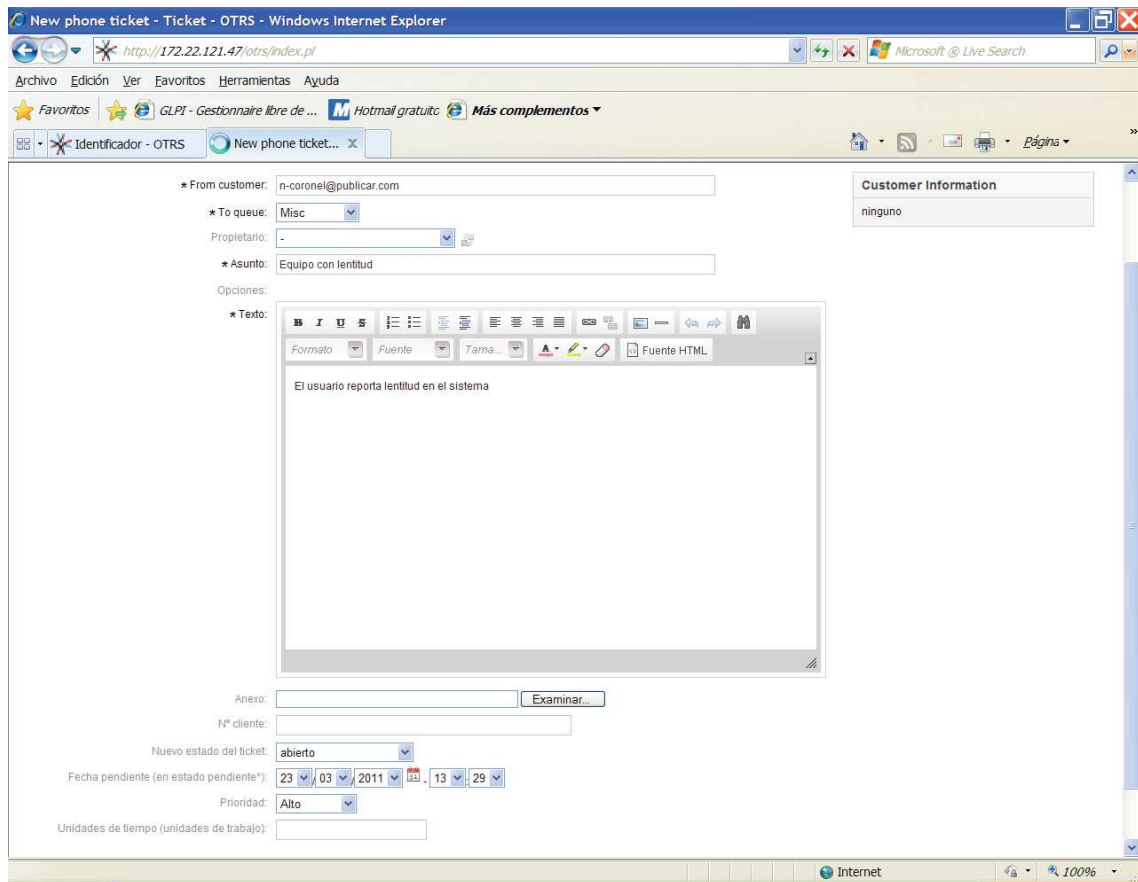 New phone ticket - Ticket - OTRS - Windows Internet Explorer
http://172.22.121.47/otrs/index.pl
Microsoft ® Live Search
Archivo Edición Ver Favoritos Herramientas Ayuda
Favoritos GLPI - Gestionnaire libre de ... Hotmail gratuito Más complementos
Identificador - OTRS New phone ticket... X Página »
* From customer: n-coronel@publicar.com
Customer Information
* To queue: Misc
ninguno
Propietario: -
* Asunto: Equipo con lentitud
Opciones:
* Texto:
B I U S
Formato Fuente Tama... A Fuente HTML
El usuario reporta lentitud en el sistema
Anexo: Examinar...
Nº cliente:
Nuevo estado del ticket: abierto
Fecha pendiente (en estado pendiente*): 23 / 03 / 2011 - 13 : 29
Prioridad: Alto
Unidades de tiempo (unidades de trabajo):
Internet 100%